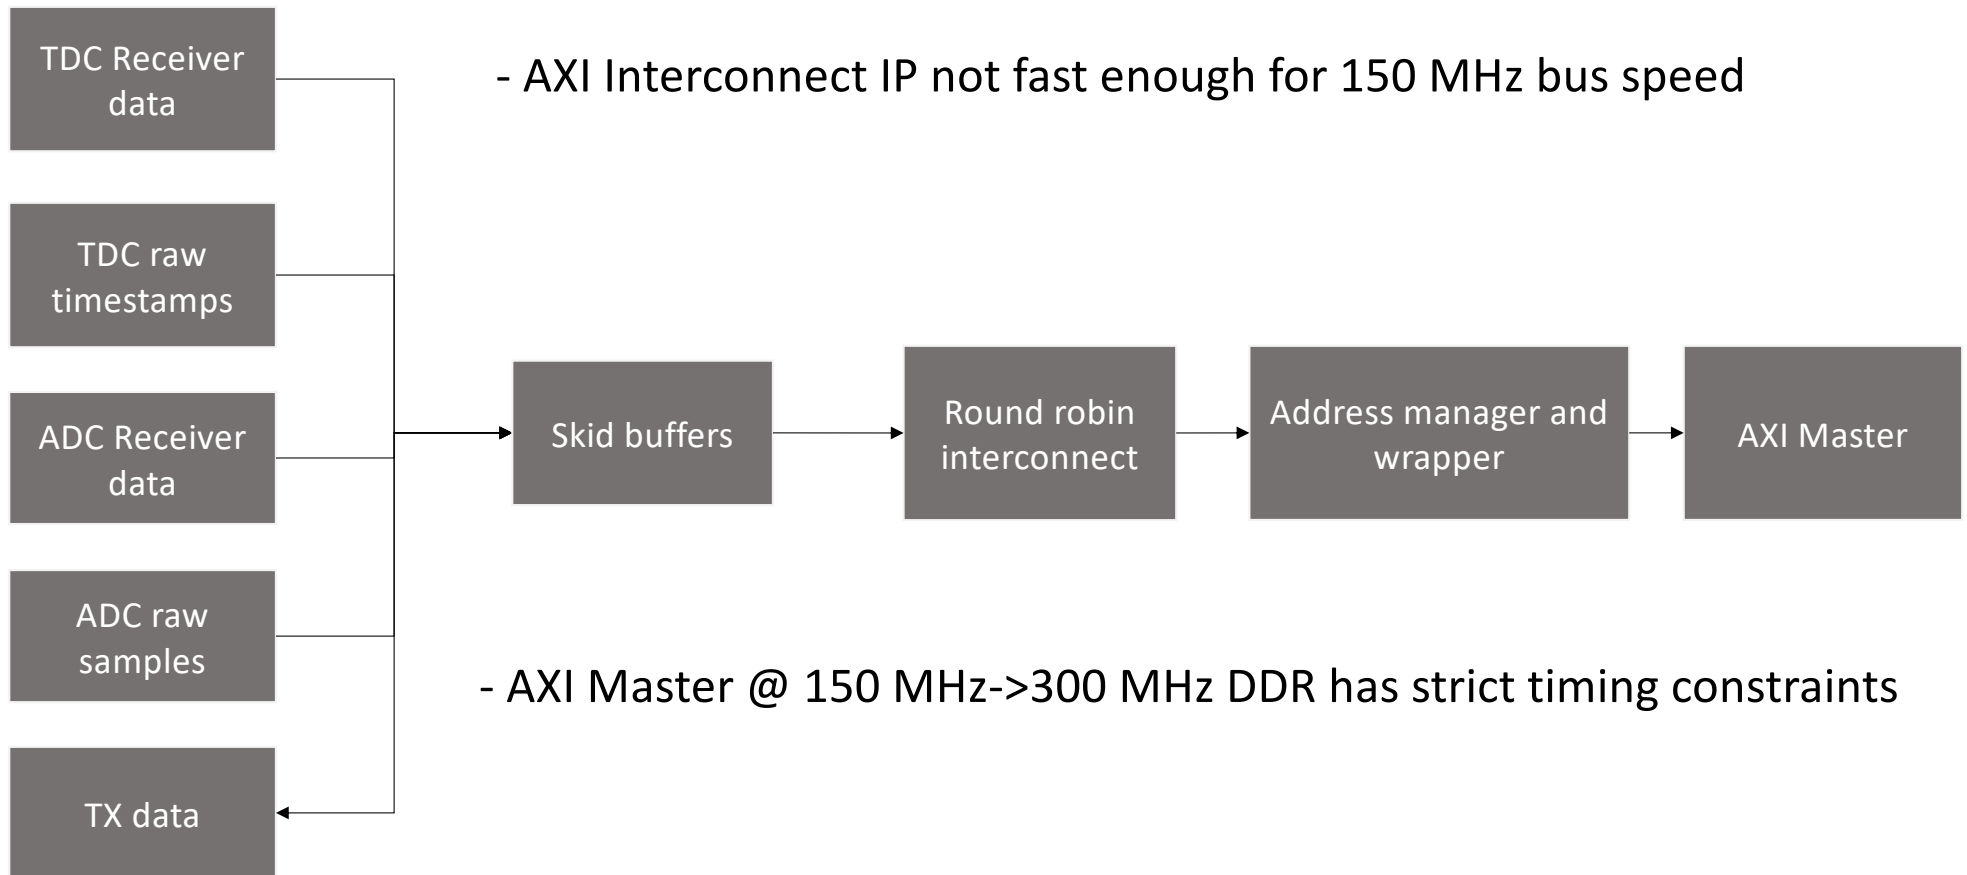 TDC Receiver
data
- AXI Interconnect IP not fast enough for 150 MHz bus speed
TDC raw
timestamps
ADC Receiver
data
Skid buffers
Round robin
interconnect
Address manager and
wrapper
AXI Master
ADC raw
samples
- AXI Master @ 150 MHz->300 MHz DDR has strict timing constraints
TX data